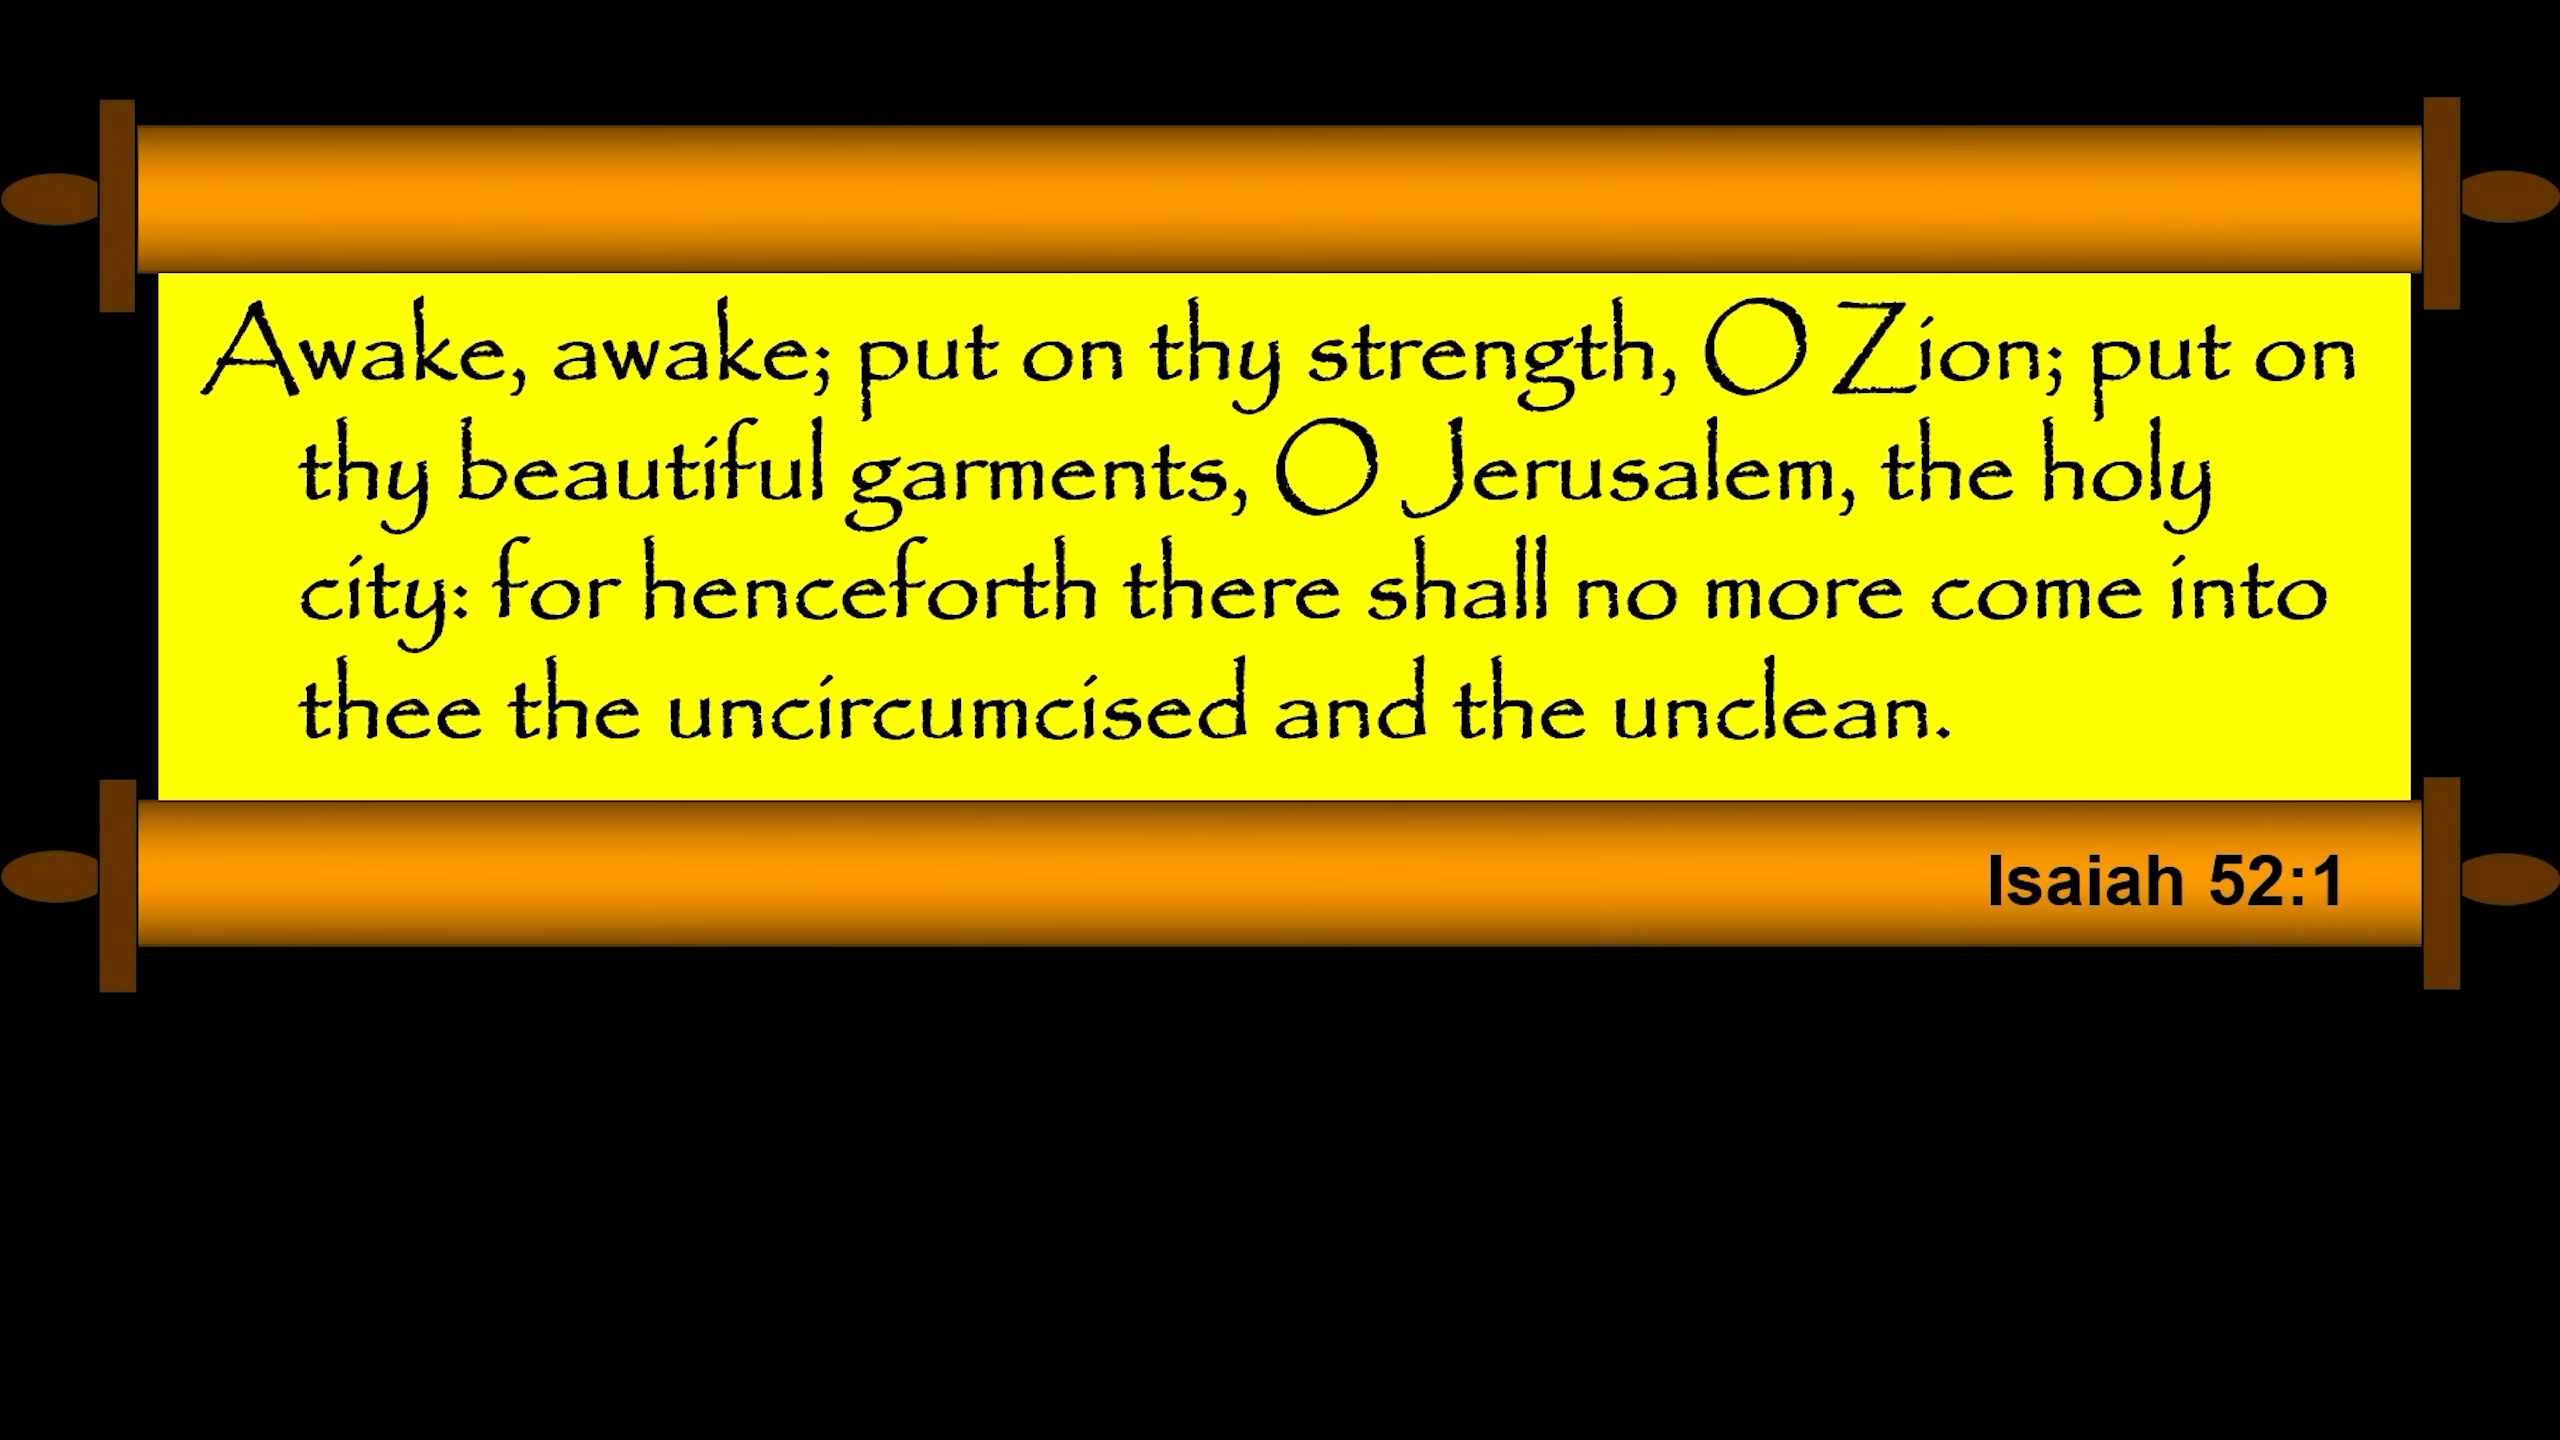 Awake, awake; put on thy strength, O Zion; put on
thy beautiful garments, O Jerusalem, the holy
city: for henceforth there shall no more come into
thee the uncircumcised and the unclean.
Isaiah 52:1